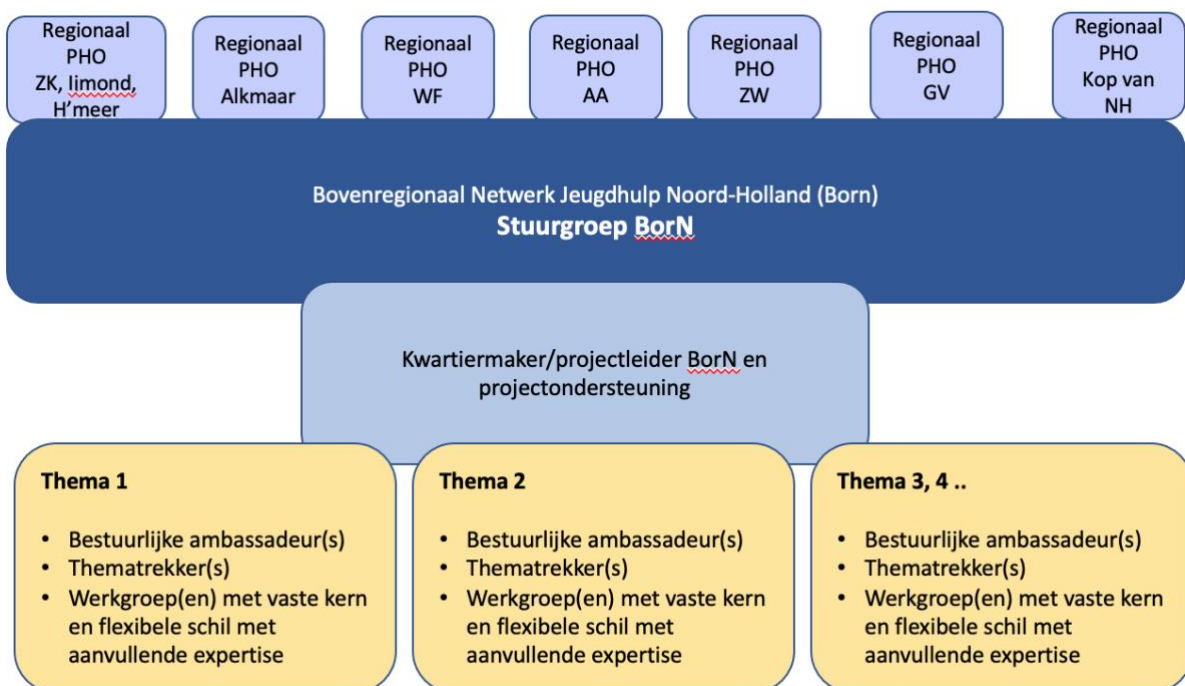 Regionaal
PHO
ZK, Iimond,
H'meer
Regionaal
PHO
Alkmaar
Regionaal
PHO
WF
Regionaal
PHO
AA
Regionaal
PHO
ZW
Regionaal
PHO
GV
Regionaal
PHO
Kop van
NH
Bovenregionaal Netwerk Jeugdhulp Noord-Holland (Born)
Stuurgroep BorN
Kwartiermaker/projectleider BorN en
projectondersteuning
Thema 1
• Bestuurlijke ambassadeur(s)
• Thematrekker(s)
• Werkgroep(en) met vaste kern
en flexibele schil met
aanvullende expertise
Thema 2
• Bestuurlijke ambassadeur(s)
• Thematrekker(s)
• Werkgroep(en) met vaste kern
en flexibele schil met
aanvullende expertise
Thema 3, 4 ..
• Bestuurlijke ambassadeur(s)
• Thematrekker(s)
• Werkgroep(en) met vaste kern
en flexibele schil met
aanvullende expertise